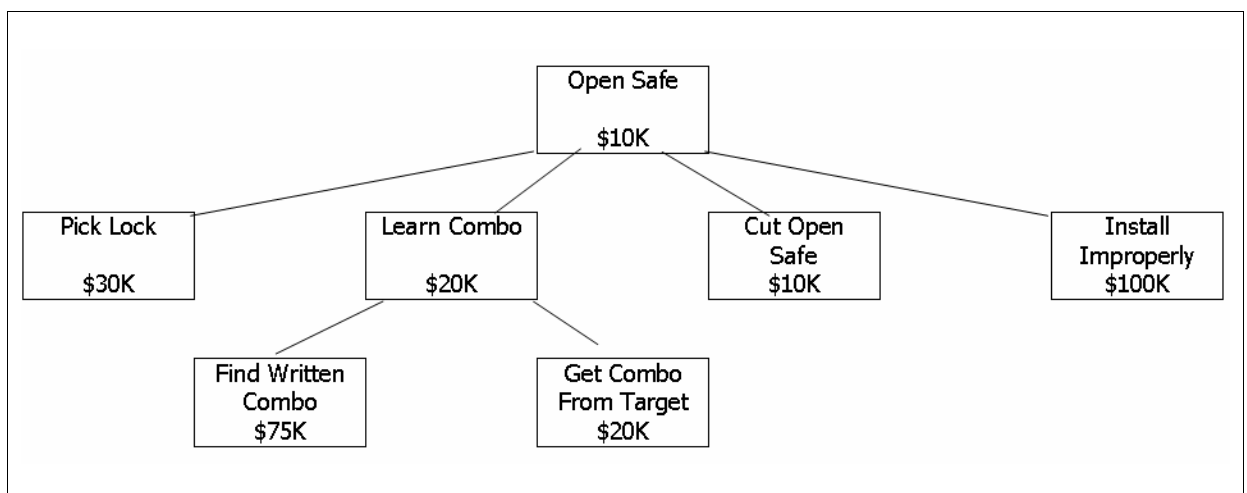 Open Safe
$10K
Pick Lock
$30K
Learn Combo
$20K
Cut Open
Safe
$10K
Install
Improperly
$100K
Find Written
Combo
$75K
Get Combo
From Target
$20K